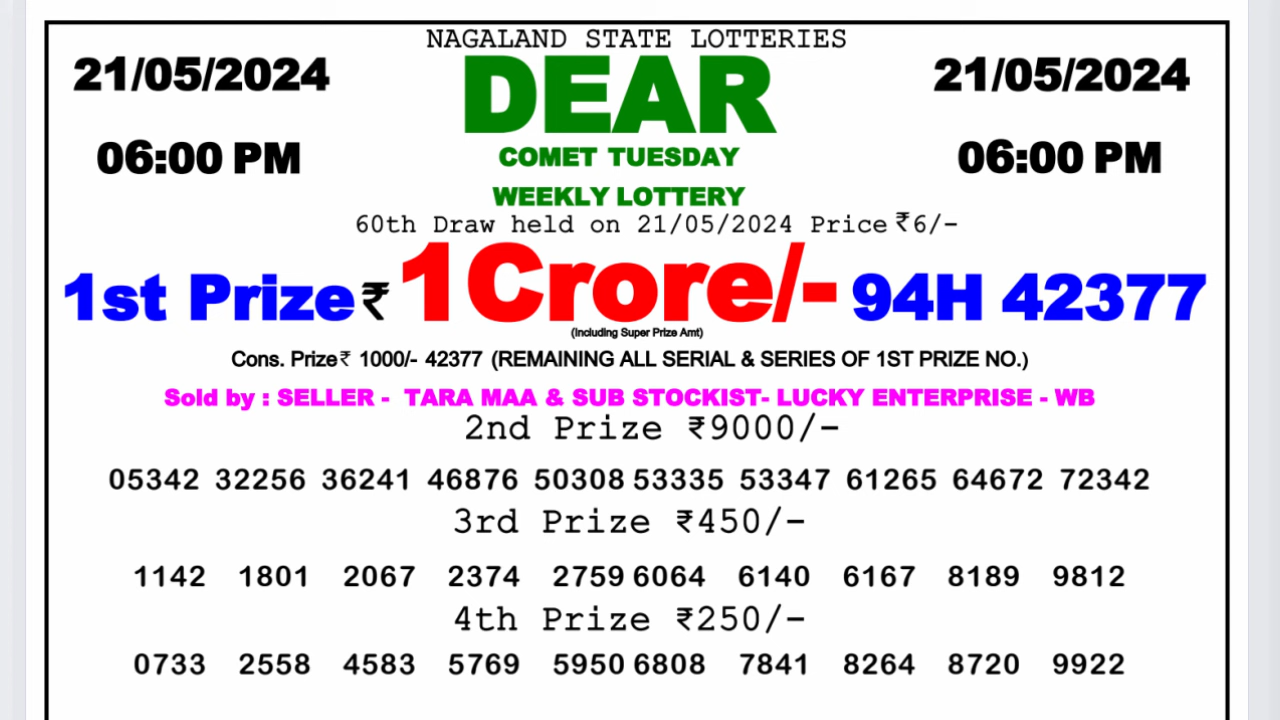 NAGALAND STATE LOTTERIES
21/05/2024 DEAR 21/05/2024
06:00 PM COMET TUESDAY 06:00 PM
WEEKLY LOTTERY
60th Draw held on 21/05/2024 Price ₹6/-
1st Prize ₹ 1Crore/- 94H 42377
(Including Super Prize Amt)
Cons. Prize ₹ 1000/- 42377 (REMAINING ALL SERIAL & SERIES OF 1ST PRIZE NO.)
Sold by : SELLER - TARA MAA & SUB STOCKIST- LUCKY ENTERPRISE - WB
2nd Prize ₹9000/-
05342 32256 36241 46876 50308 53335 53347 61265 64672 72342
3rd Prize ₹450/-
1142 1801 2067 2374 2759 6064 6140 6167 8189 9812
4th Prize ₹250/-
0733 2558 4583 5769 5950 6808 7841 8264 8720 9922